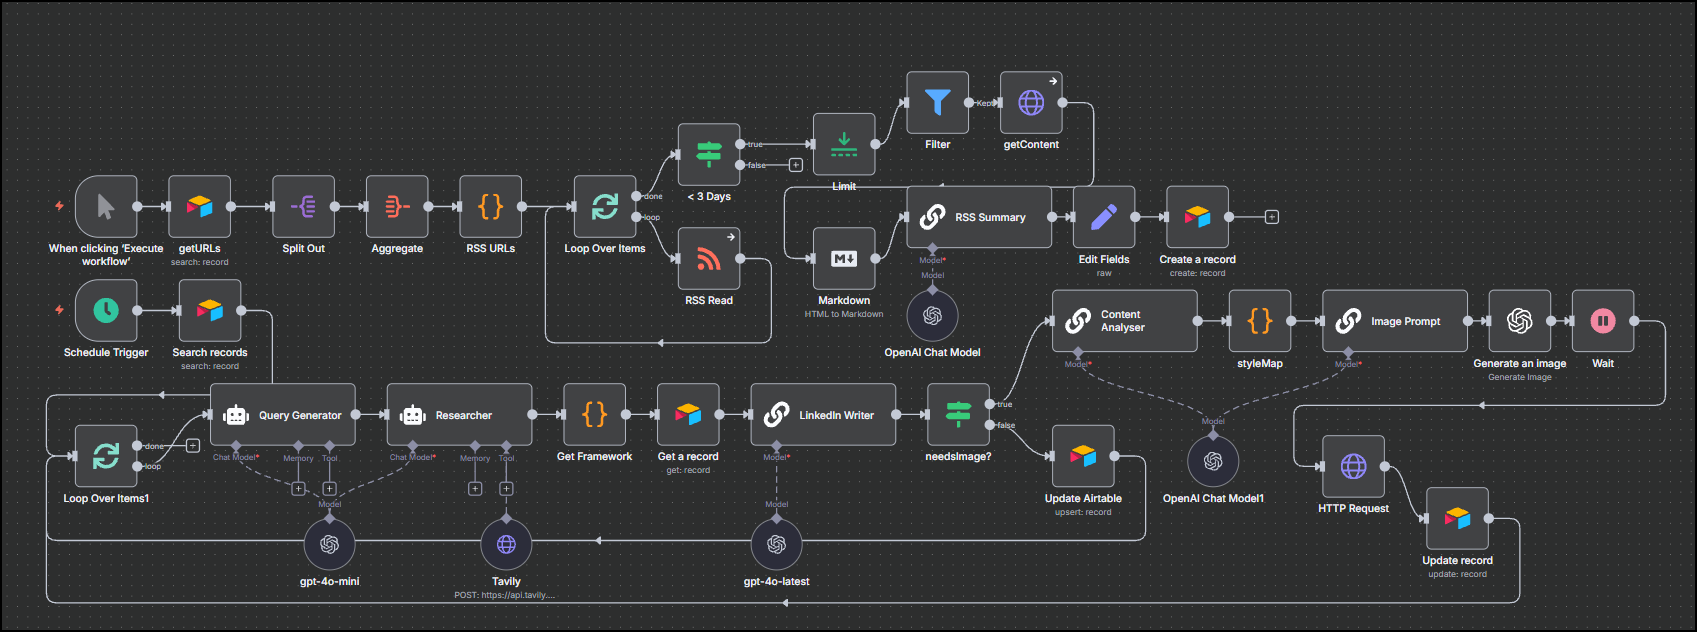 Filter
Kept
getContent
true
false
< 3 Days
Limit
When clicking ‘Execute
workflow’
getURLs
search: record
Split Out
Aggregate
RSS URLs
done
loop
Loop Over Items
RSS Read
Markdown
HTML to Markdown
RSS Summary
Model*
Model
OpenAI Chat Model
Edit Fields
raw
Create a record
create: record
Schedule Trigger
Search records
search: record
Content
Analyser
Model*
styleMap
Image Prompt
Model*
Generate an image
Generate Image
Wait
done
loop
Loop Over Items1
Query Generator
Chat Model*
Memory
Tool
Researcher
Chat Model*
Memory
Tool
Get Framework
Get a record
get: record
LinkedIn Writer
Model*
true
false
needsImage?
Update Airtable
upsert: record
Model
OpenAI Chat Model1
HTTP Request
Update record
update: record
Model
gpt-4o-mini
Tavily
POST: https://api.tavily....
Model
gpt-4o-latest